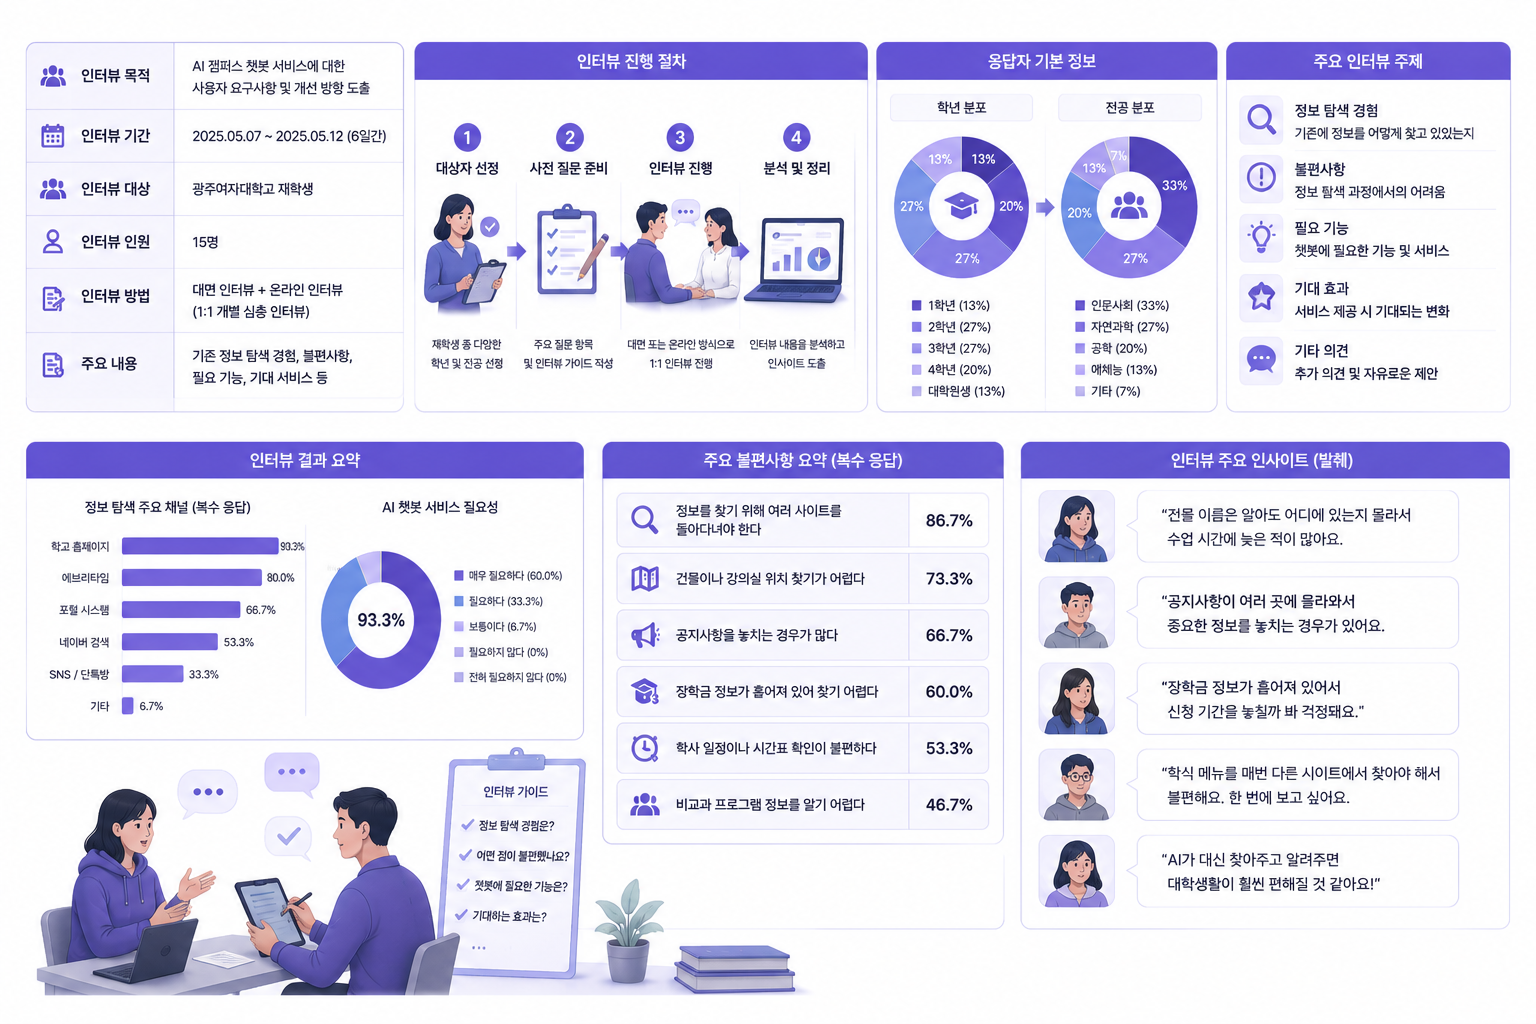 인터뷰 목적
AI 캠퍼스 챗봇 서비스에 대한
사용자 요구사항 및 개선 방향 도출
인터뷰 기간
2025.05.07 ~ 2025.05.12 (6일간)
인터뷰 대상
광주여자대학교 재학생
인터뷰 인원
15명
인터뷰 방법
대면 인터뷰 + 온라인 인터뷰
(1:1 개별 심층 인터뷰)
주요 내용
기존 정보 탐색 경험, 불편사항,
필요 기능, 기대 서비스 등
인터뷰 진행 절차
1
대상자 선정
재학생 중 다양한
학년 및 전공 선정
2
사전 질문 준비
주요 질문 항목
및 인터뷰 가이드 작성
3
인터뷰 진행
대면 또는 온라인 방식으로
1:1 인터뷰 진행
4
분석 및 정리
인터뷰 내용을 분석하고
인사이트 도출
응답자 기본 정보
학년 분포
13%
13%
20%
27%
27%
1학년 (13%)
2학년 (27%)
3학년 (27%)
4학년 (20%)
대학원생 (13%)
전공 분포
7%
13%
33%
20%
27%
인문사회 (33%)
자연과학 (27%)
공학 (20%)
예체능 (13%)
기타 (7%)
주요 인터뷰 주제
정보 탐색 경험
기존에 정보를 어떻게 찾고 있있는지
불편사항
정보 탐색 과정에서의 어려움
필요 기능
챗봇에 필요한 기능 및 서비스
기대 효과
서비스 제공 시 기대되는 변화
기타 의견
추가 의견 및 자유로운 제안
인터뷰 결과 요약
정보 탐색 주요 채널 (복수 응답)
학교 홈페이지 93.3%
에브리타임 80.0%
포털 시스템 66.7%
네이버 검색 53.3%
SNS / 단톡방 33.3%
기타 6.7%
AI 챗봇 서비스 필요성
93.3%
매우 필요하다 (60.0%)
필요하다 (33.3%)
보통이다 (6.7%)
필요하지 않다 (0%)
전혀 필요하지 않다 (0%)
주요 불편사항 요약 (복수 응답)
정보를 찾기 위해 여러 사이트를
돌아다녀야 한다
86.7%
건물이나 강의실 위치 찾기가 어렵다 73.3%
공지사항을 놓치는 경우가 많다 66.7%
장학금 정보가 흩어져 있어 찾기 어렵다 60.0%
학사 일정이나 시간표 확인이 불편하다 53.3%
비교과 프로그램 정보를 알기 어렵다 46.7%
인터뷰 주요 인사이트 (발췌)
“건물 이름은 알아도 어디에 있는지 몰라서
수업 시간에 늦은 적이 많아요.
“공지사항이 여러 곳에 올라와서
중요한 정보를 놓치는 경우가 있어요.
“장학금 정보가 흩어져 있어서
신청 기간을 놓칠까 봐 걱정돼요.”
“학식 메뉴를 매번 다른 시이트에서 찾아야 해서
불편해요. 한 번에 보고 싶어요.
“AI가 대신 찾아주고 알려주면
대학생활이 훨씬 편해질 것 같아요!”
인터뷰 가이드
정보 탐색 경험은?
어떤 점이 불편했나요?
챗봇에 필요한 기능은?
기대하는 효과는?
...